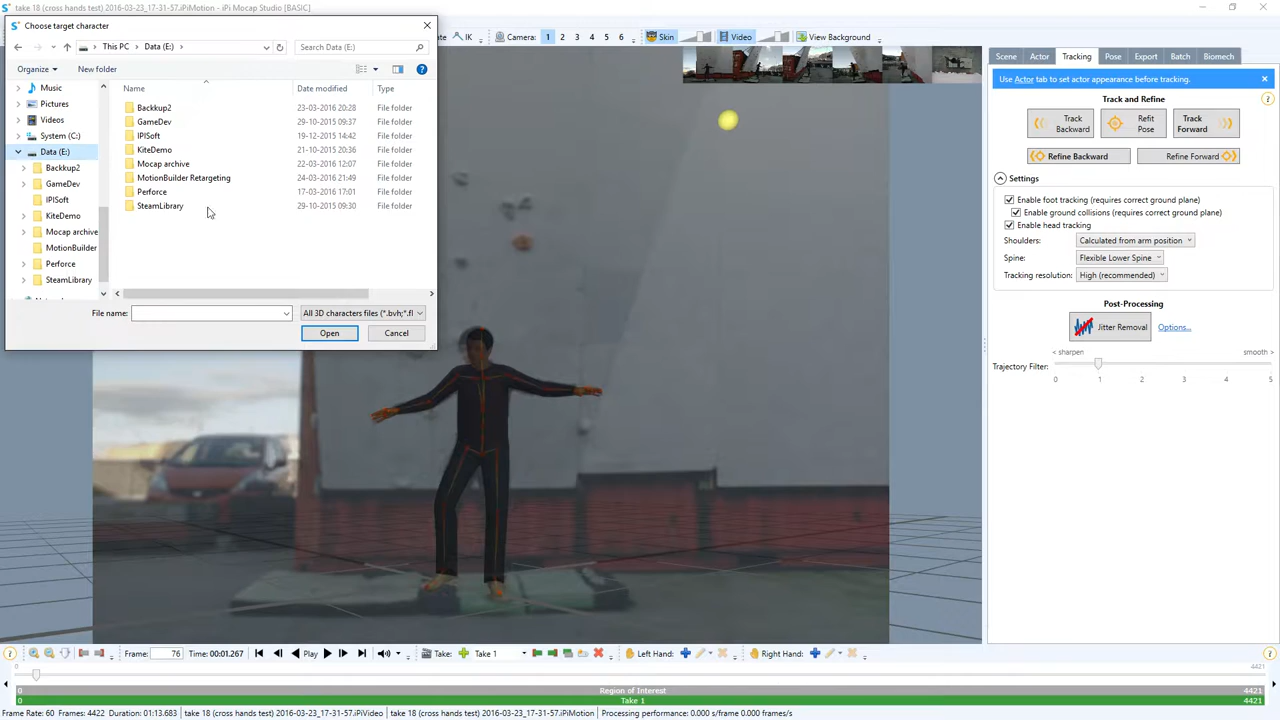 take 18 (cross hands test) 2016-03-23_17-31-57.iPiMotion - iPi Mocap Studio [BASIC]
Choose target character
This PC > Data (E:) >
Search Data (E:)
Organize
New folder
Music
Pictures
Videos
System (C:)
Data (E:)
Backkup2
GameDev
IPISoft
KiteDemo
Mocap archive
MotionBuilder
Perforce
SteamLibrary
Name Date modified Type
Backkup2 23-03-2016 20:28 File folder
GameDev 29-10-2015 09:37 File folder
IPISoft 19-12-2015 14:42 File folder
KiteDemo 21-10-2015 20:36 File folder
Mocap archive 22-03-2016 12:07 File folder
MotionBuilder Retargeting 24-03-2016 21:49 File folder
Perforce 17-03-2016 17:01 File folder
SteamLibrary 29-10-2015 09:30 File folder
File name:
All 3D characters files (*.bvh;*.fl
Open
Cancel
IK Camera: 1 2 3 4 5 6 Skin Video View Background
Scene Actor Tracking Pose Export Batch Biomech
Use Actor tab to set actor appearance before tracking.
Track and Refine
Track Backward
Refit Pose
Track Forward
Refine Backward
Refine Forward
Settings
Enable foot tracking (requires correct ground plane)
Enable ground collisions (requires correct ground plane)
Enable head tracking
Shoulders: Calculated from arm position
Spine: Flexible Lower Spine
Tracking resolution: High (recommended)
Post-Processing
Jitter Removal
Options...
< sharpen smooth >
Trajectory Filter:
0 1 2 3 4 5
Frame: 76 Time: 00:01.267 Play Take: Take 1 Left Hand: Right Hand:
0 4421
0 Region of Interest 4421
0 Take 1 4421
Frame Rate: 60 Frames: 4422 Duration: 01:13.683 take 18 (cross hands test) 2016-03-23_17-31-57.iPiVideo take 18 (cross hands test) 2016-03-23_17-31-57.iPiMotion Processing performance: 0.000 s/frame 0.000 frames/s